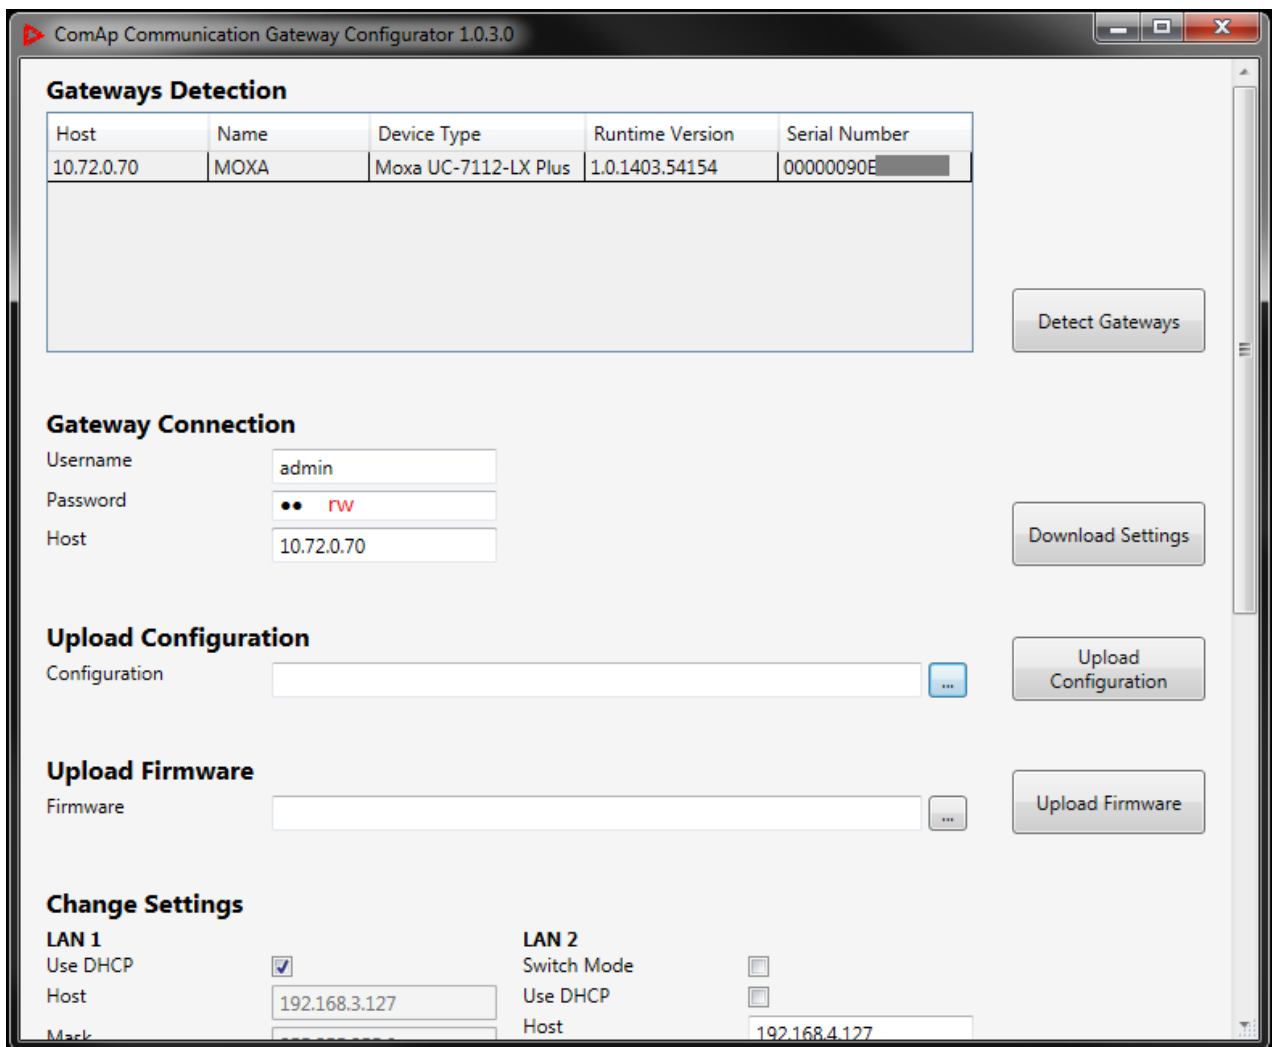 ComAp Communication Gateway Configurator 1.0.3.0
Gateways Detection
Host Name Device Type Runtime Version Serial Number
10.72.0.70 MOXA Moxa UC-7112-LX Plus 1.0.1403.54154 00000090E
Detect Gateways
Gateway Connection
Username admin
Password •• rw
Host 10.72.0.70
Download Settings
Upload Configuration
Configuration ...
Upload
Configuration
Upload Firmware
Firmware ...
Upload Firmware
Change Settings
LAN 1 LAN 2
Use DHCP Switch Mode
Host 192.168.3.127 Use DHCP
Mask Host 192.168.4.127